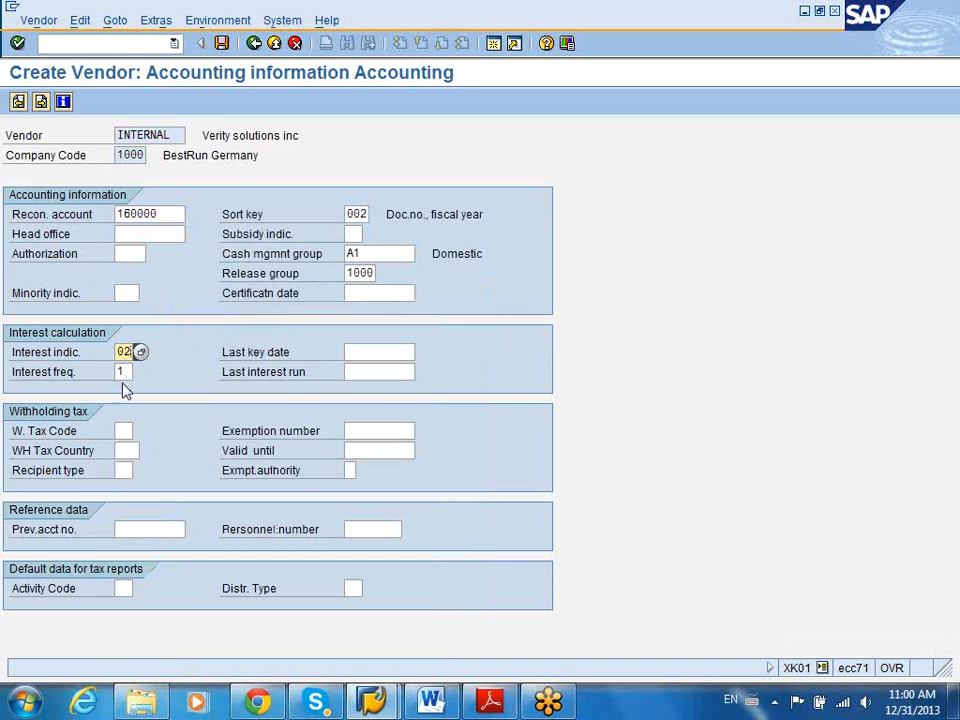 Vendor Edit Goto Extras Environment System Help
SAP
Create Vendor: Accounting information Accounting
Vendor INTERNAL Verity solutions inc
Company Code 1000 BestRun Germany
Accounting information
Recon. account 160000 Sort key 002 Doc.no., fiscal year
Head office Subsidy indic.
Authorization Cash mgmnt group A1 Domestic
Release group 1000
Minority indic. Certificatn date
Interest calculation
Interest indic. 02 Last key date
Interest freq. 1 Last interest run
Withholding tax
W. Tax Code Exemption number
WH Tax Country Valid until
Recipient type Exmpt.authority
Reference data
Prev.acct no. Personnel number
Default data for tax reports
Activity Code Distr. Type
XK01 ecc71 OVR
EN 11:00 AM
12/31/2013